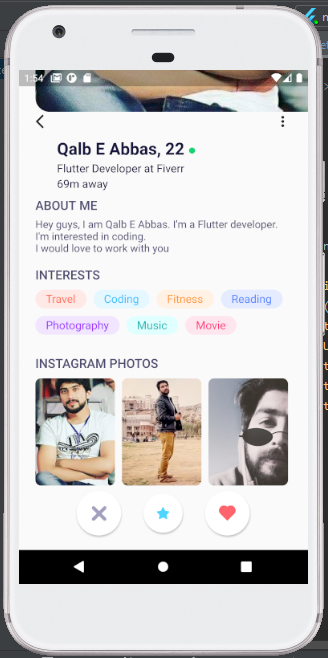 1:54
Qalb E Abbas, 22
Flutter Developer at Fiverr
69m away
ABOUT ME
Hey guys, I am Qalb E Abbas. I'm a Flutter developer.
I'm interested in coding.
I would love to work with you
INTERESTS
Travel Coding Fitness Reading
Photography Music Movie
INSTAGRAM PHOTOS